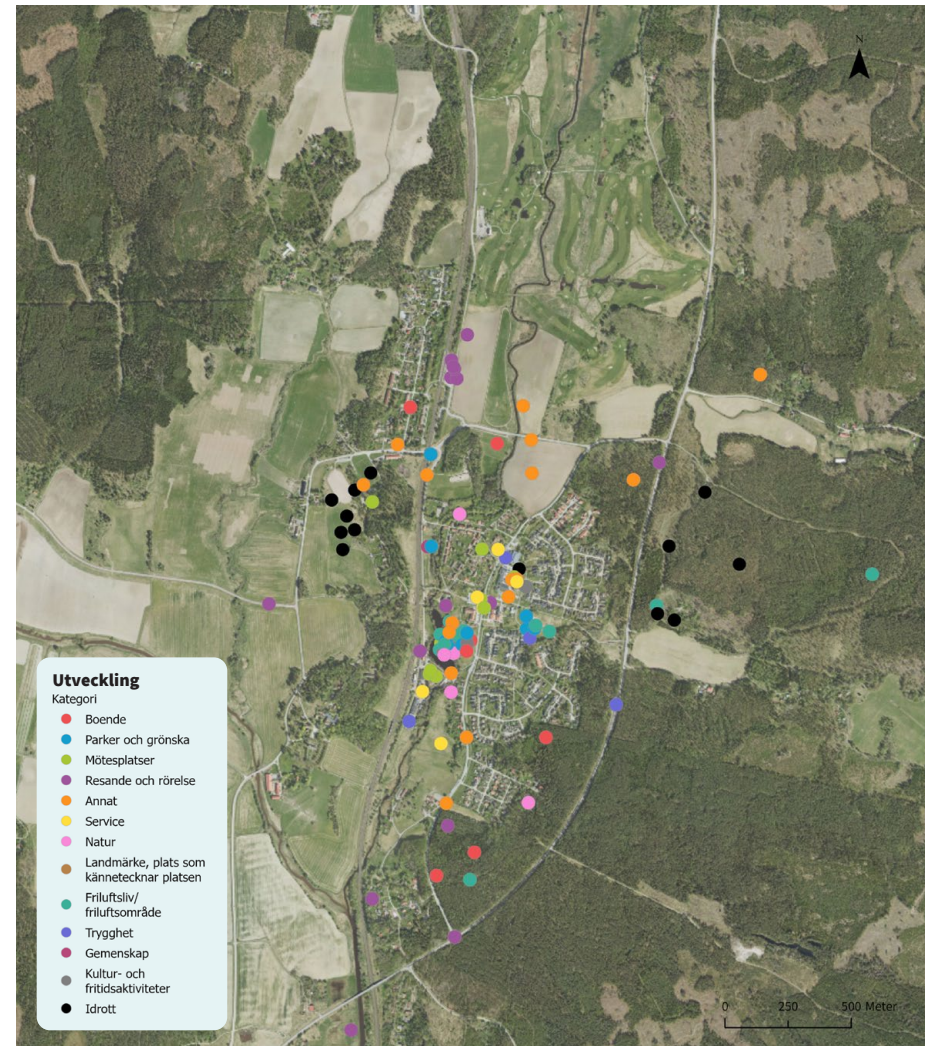 N
Utveckling
Kategori
Boende
Parker och grönska
Mötesplatser
Resande och rörelse
Annat
Service
Natur
Landmärke, plats som
kännetecknar platsen
Friluftsliv/
friluftsområde
Trygghet
Gemenskap
Kultur- och
fritidsaktiviteter
Idrott
0 250 500 Meter